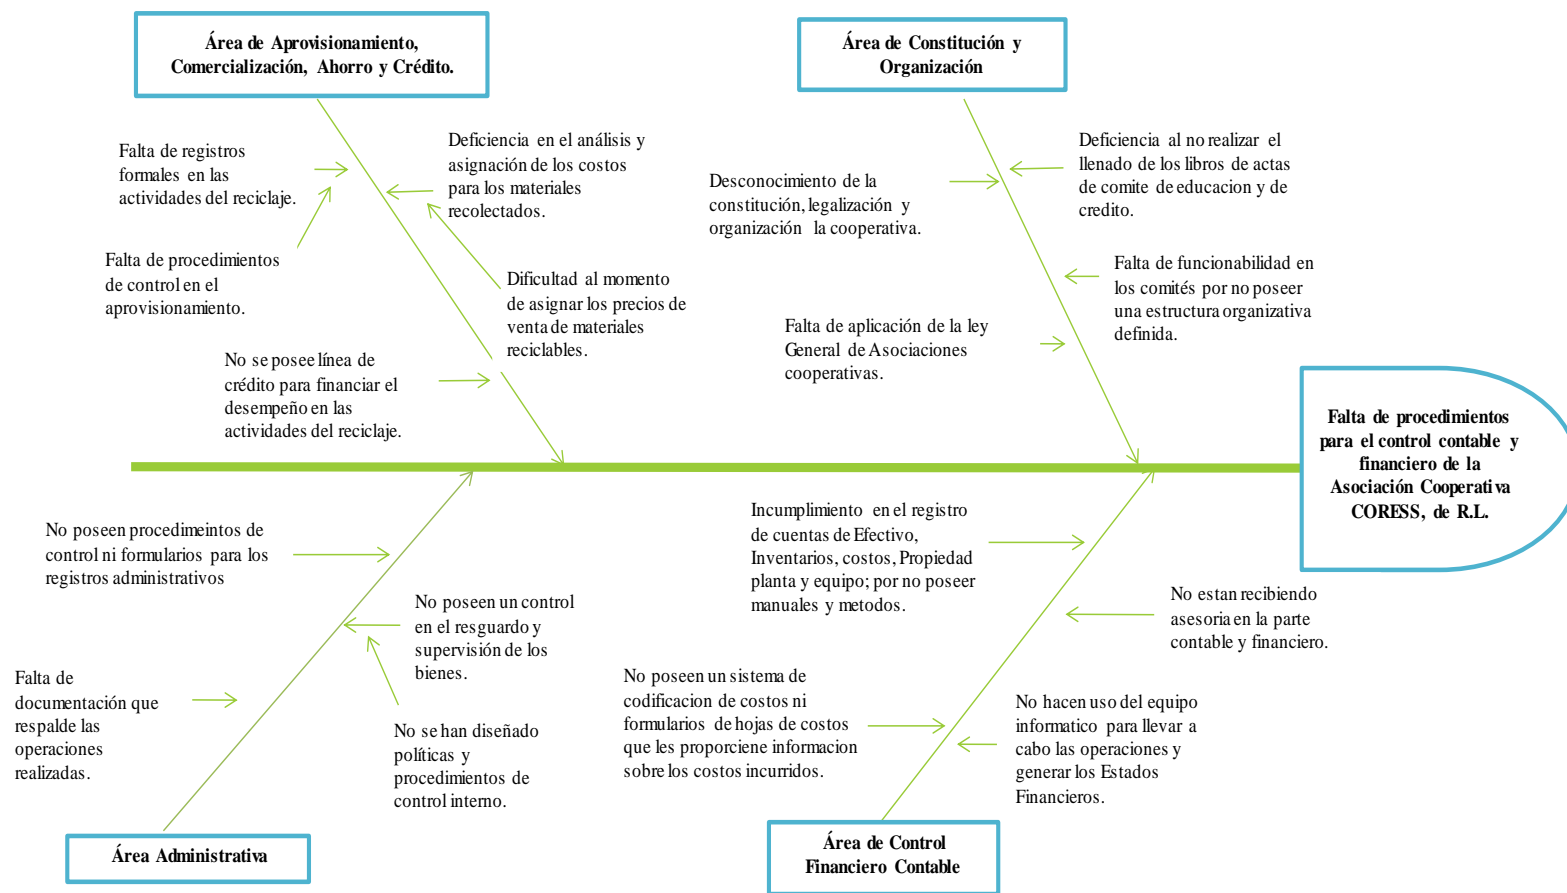 Área de Aprovisionamiento,
Comercialización, Ahorro y Crédito.
Área de Constitución y
Organización
Falta de registros
formales en las
actividades del reciclaje.
Deficiencia en el análisis y
asignación de los costos
para los materiales
recolectados.
Falta de procedimientos
de control en el
aprovisionamiento.
Dificultad al momento
de asignar los precios de
venta de materiales
reciclables.
No se posee línea de
crédito para financiar el
desempeño en las
actividades del reciclaje.
Desconocimiento de la
constitución, legalización y
organización la cooperativa.
Deficiencia al no realizar el
llenado de los libros de actas
de comite de educacion y de
credito.
Falta de funcionabilidad en
los comités por no poseer
una estructura organizativa
definida.
Falta de aplicación de la ley
General de Asociaciones
cooperativas.
Falta de procedimientos
para el control contable y
financiero de la
Asociación Cooperativa
CORESS, de R.L.
No poseen procedimeintos de
control ni formularios para los
registros administrativos
No poseen un control
en el resguardo y
supervisión de los
bienes.
Falta de
documentación que
respalde las
operaciones
realizadas.
No se han diseñado
políticas y
procedimientos de
control interno.
Incumplimiento en el registro
de cuentas de Efectivo,
Inventarios, costos, Propiedad
planta y equipo; por no poseer
manuales y metodos.
No estan recibiendo
asesoria en la parte
contable y financiero.
No poseen un sistema de
codificacion de costos ni
formularios de hojas de costos
que les proporciene informacion
sobre los costos incurridos.
No hacen uso del equipo
informatico para llevar a
cabo las operaciones y
generar los Estados
Financieros.
Área Administrativa
Área de Control
Financiero Contable